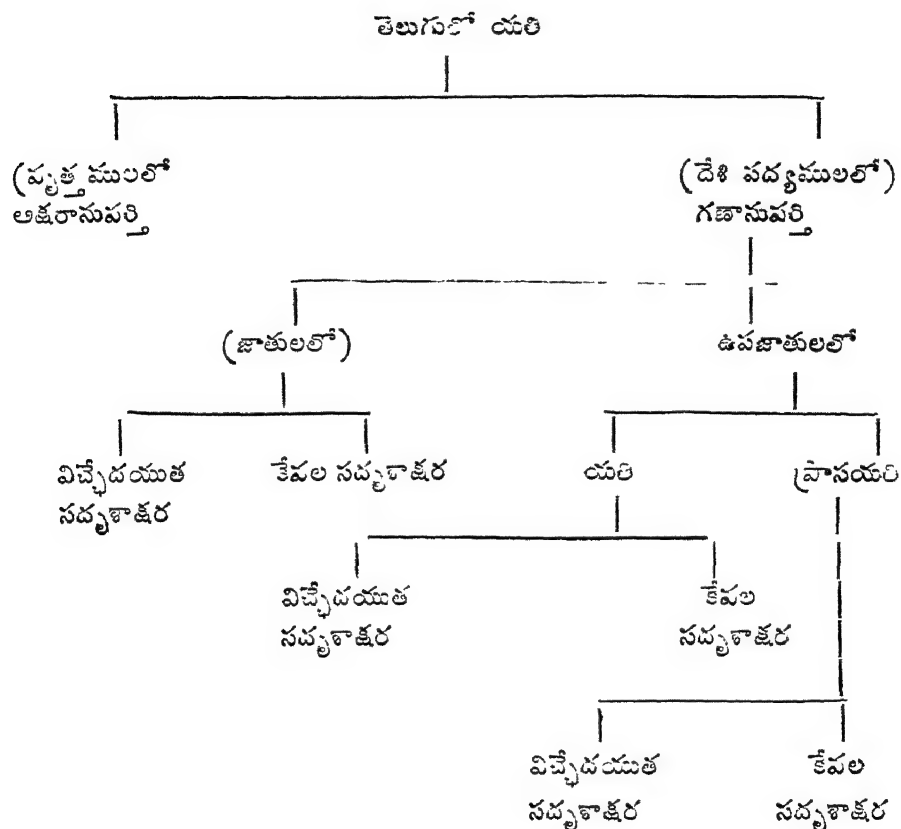 తెలుగులో యతి
(వృత్తములలో (దేశి పద్యములలో)
అక్షరానువర్తి గణానువర్తి
(జాతులలో) ఉపజాతులలో
విచ్ఛేదయుత కేవల సదృశాక్షర యతి ప్రాసయతి
సదృశాక్షర
విచ్ఛేదయుత కేవల
సదృశాక్షర సదృశాక్షర
విచ్ఛేదయుత కేవల
సదృశాక్షర సదృశాక్షర